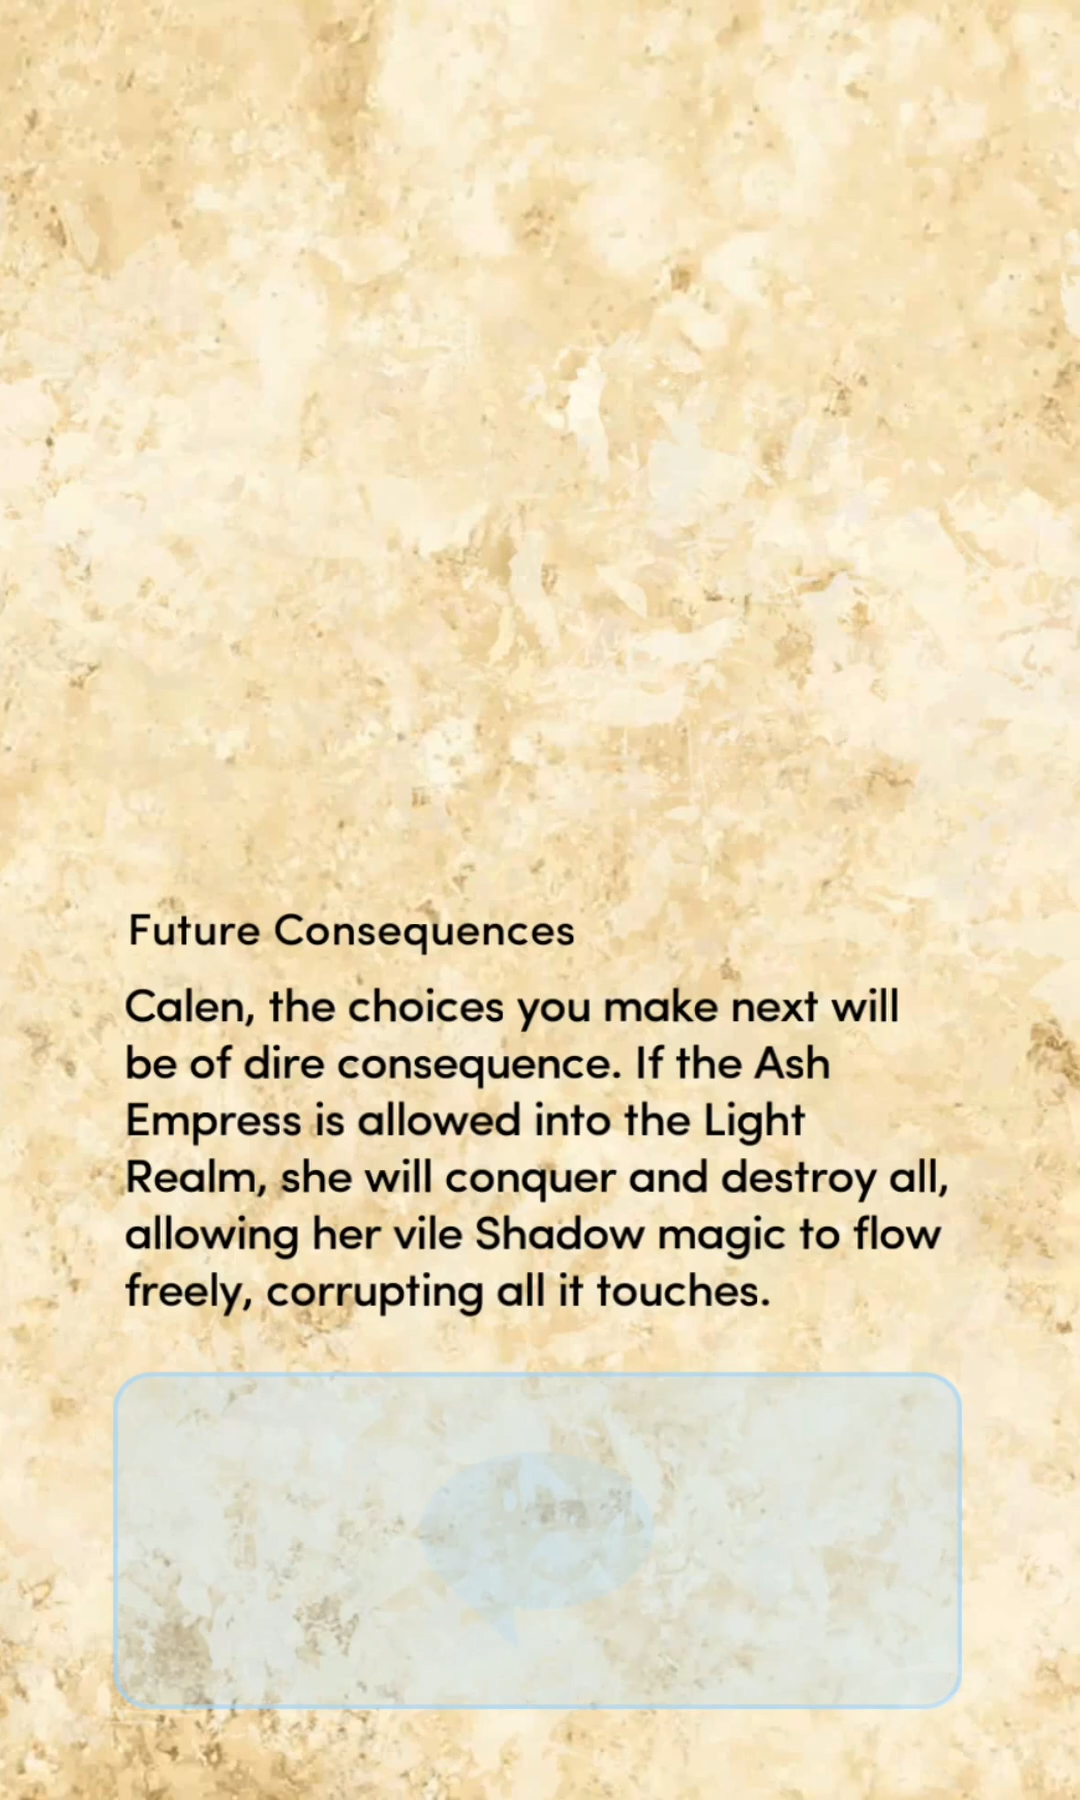 Future Consequences
Calen, the choices you make next will
be of dire consequence. If the Ash
Empress is allowed into the Light
Realm, she will conquer and destroy all,
allowing her vile Shadow magic to flow
freely, corrupting all it touches.